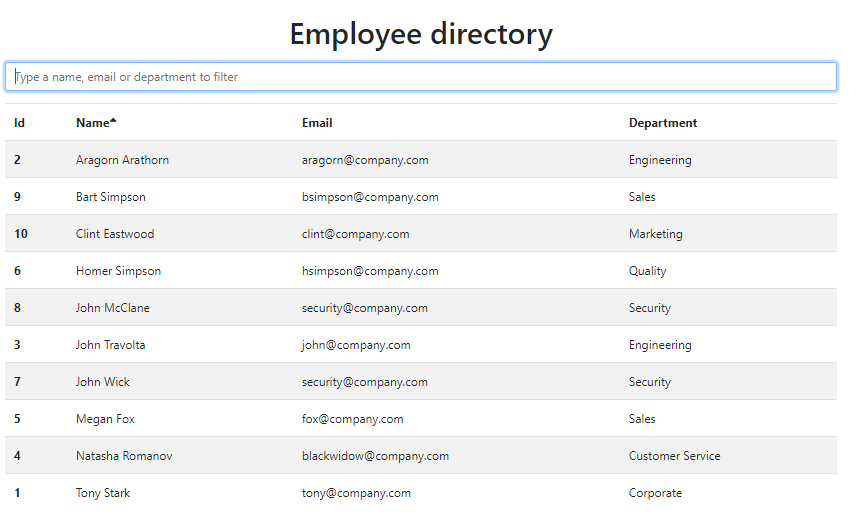 Employee directory
Type a name, email or department to filter
Id Name Email Department
2 Aragorn Arathorn aragorn@company.com Engineering
9 Bart Simpson bsimpson@company.com Sales
10 Clint Eastwood clint@company.com Marketing
6 Homer Simpson hsimpson@company.com Quality
8 John McClane security@company.com Security
3 John Travolta john@company.com Engineering
7 John Wick security@company.com Security
5 Megan Fox fox@company.com Sales
4 Natasha Romanov blackwidow@company.com Customer Service
1 Tony Stark tony@company.com Corporate